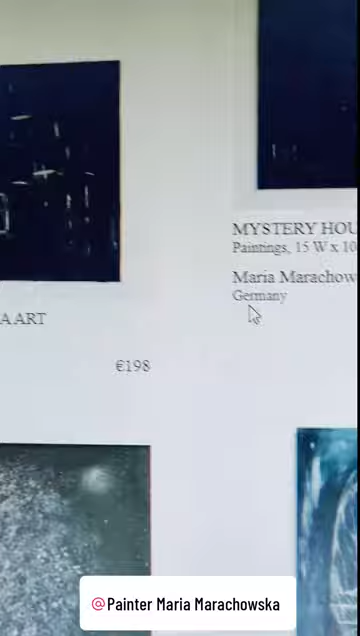 MYSTERY HOU
Paintings, 15 W x 10
Maria Marachow
Germany
A ART
€198
@Painter Maria Marachowska